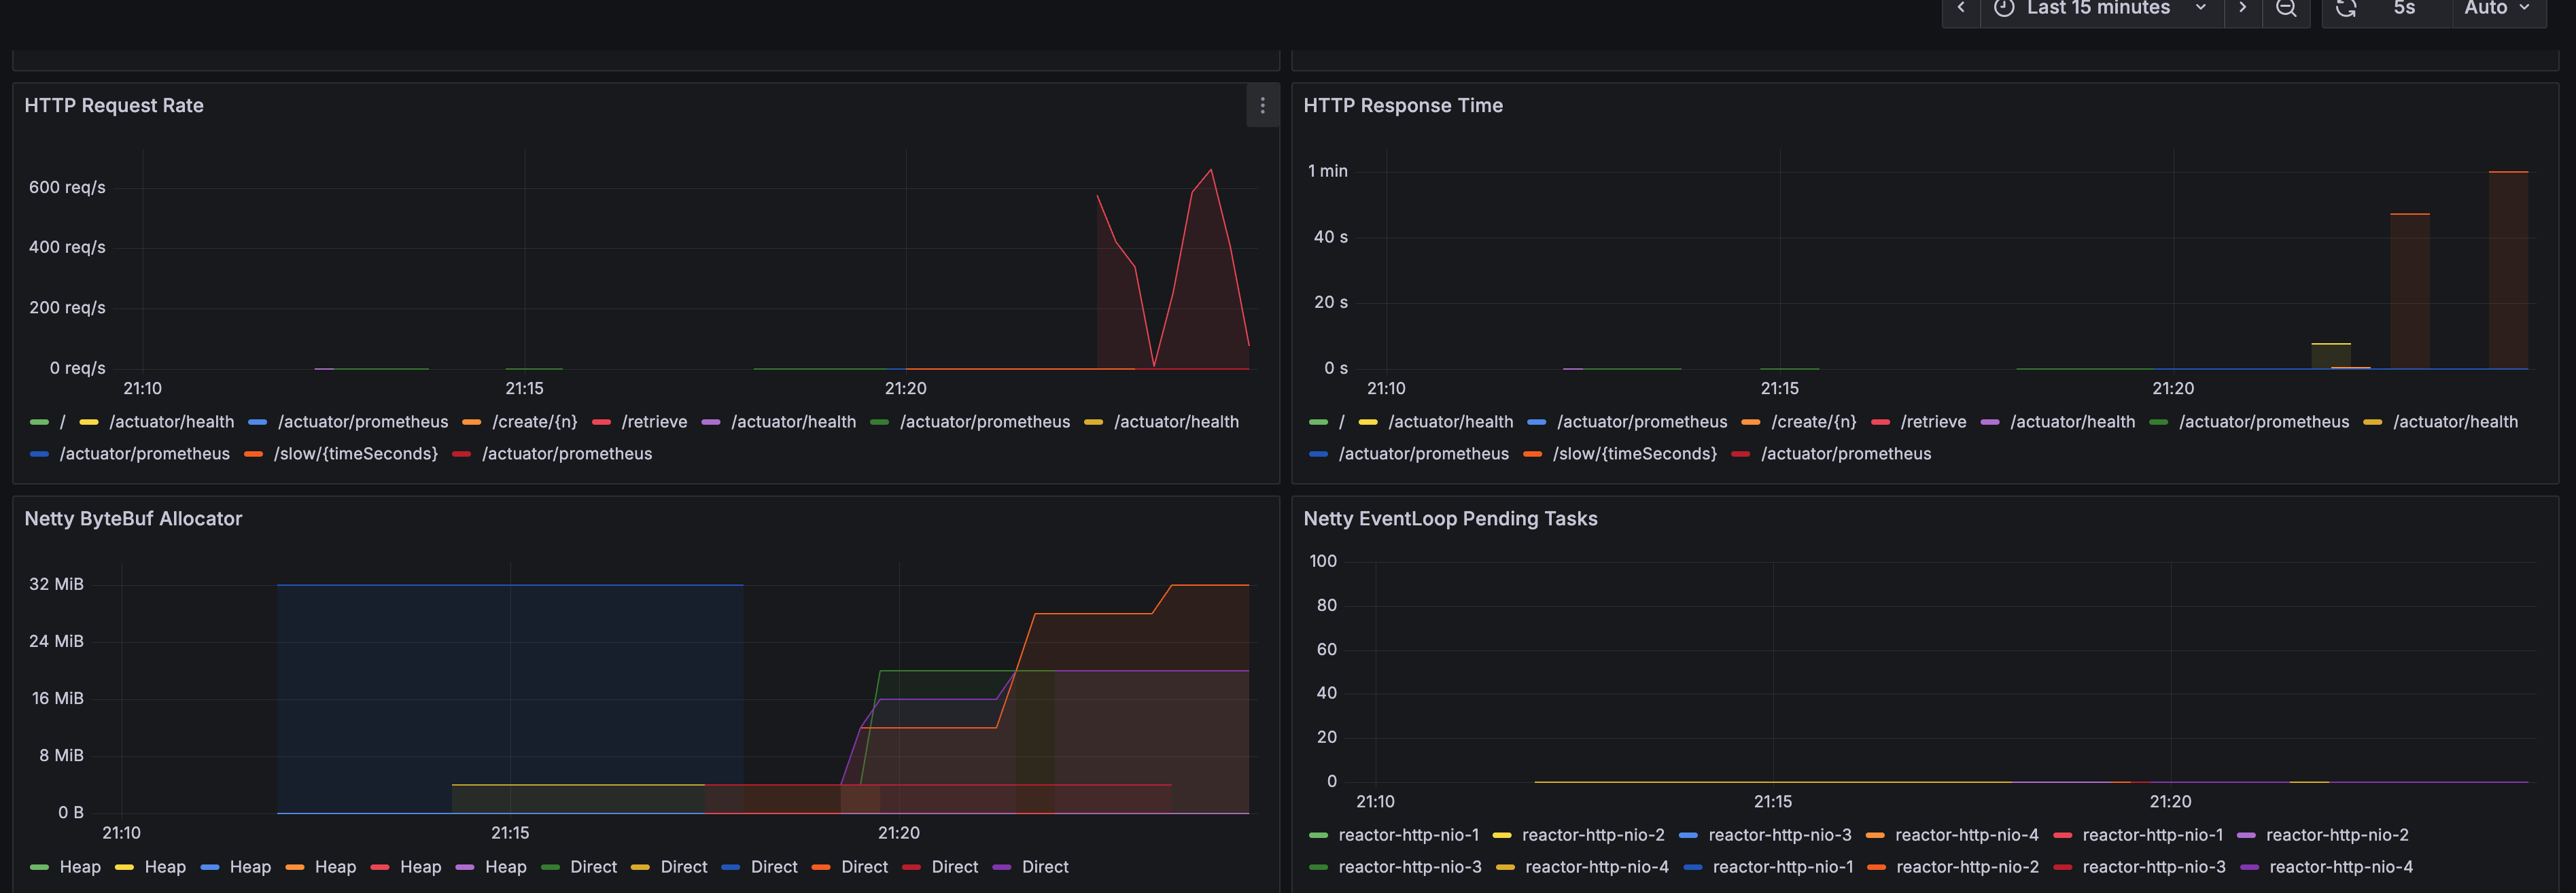 Last 15 minutes 5s Auto
HTTP Request Rate
600 req/s
400 req/s
200 req/s
0 req/s
21:10 21:15 21:20
/ /actuator/health /actuator/prometheus /create/{n} /retrieve /actuator/health /actuator/prometheus /actuator/health
/actuator/prometheus /slow/{timeSeconds} /actuator/prometheus
HTTP Response Time
1 min
40 s
20 s
0 s
21:10 21:15 21:20
/ /actuator/health /actuator/prometheus /create/{n} /retrieve /actuator/health /actuator/prometheus /actuator/health
/actuator/prometheus /slow/{timeSeconds} /actuator/prometheus
Netty ByteBuf Allocator
32 MiB
24 MiB
16 MiB
8 MiB
0 B
21:10 21:15 21:20
Heap Heap Heap Heap Heap Heap Direct Direct Direct Direct Direct Direct
Netty EventLoop Pending Tasks
100
80
60
40
20
0
21:10 21:15 21:20
reactor-http-nio-1 reactor-http-nio-2 reactor-http-nio-3 reactor-http-nio-4 reactor-http-nio-1 reactor-http-nio-2
reactor-http-nio-3 reactor-http-nio-4 reactor-http-nio-1 reactor-http-nio-2 reactor-http-nio-3 reactor-http-nio-4